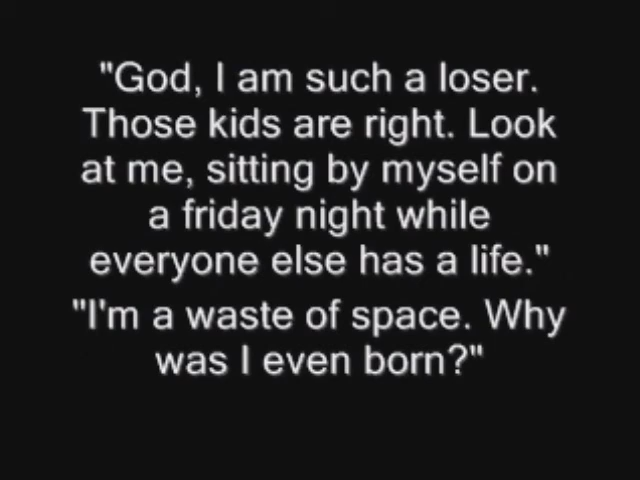 "God, I am such a loser.
Those kids are right. Look
at me, sitting by myself on
a friday night while
everyone else has a life."
"I'm a waste of space. Why
was I even born?"